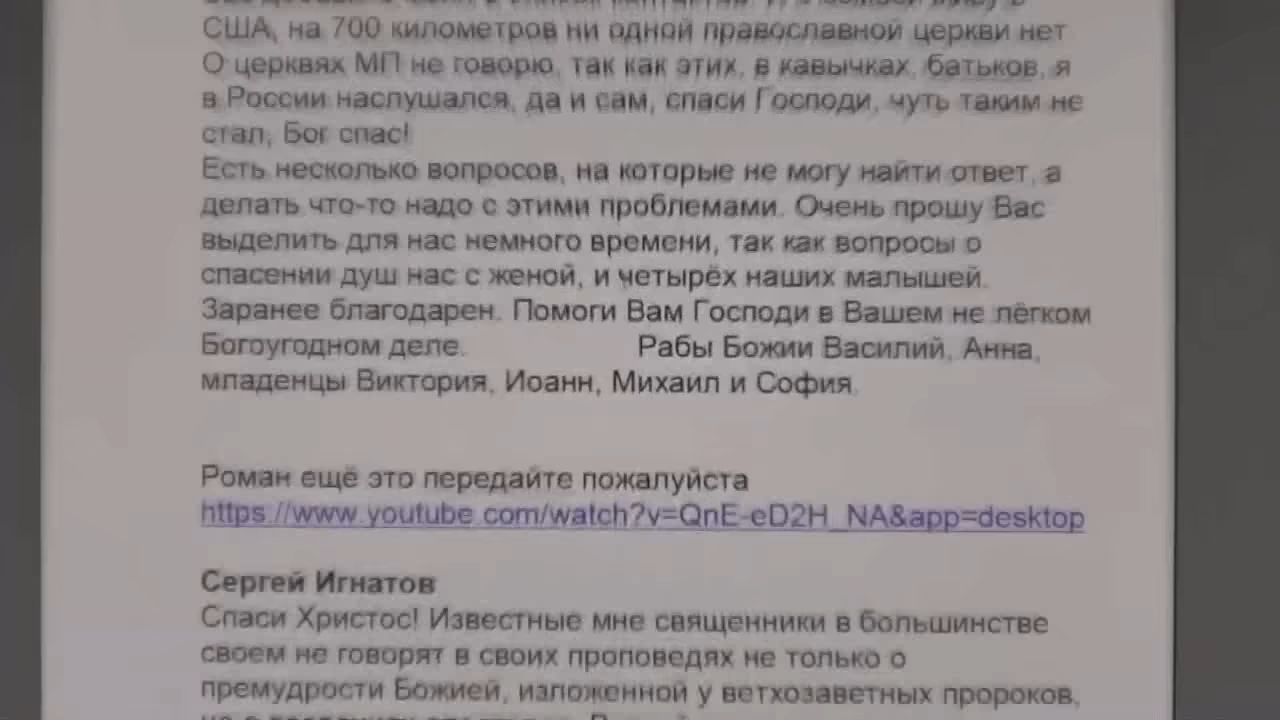 США, на 700 километров ни одной православной церкви нет
О церквях МП не говорю, так как этих, в кавычках, батьков, я
в России наслушался, да и сам, спаси Господи, чуть таким не
стал, Бог спас!
Есть несколько вопросов, на которые не могу найти ответ, а
делать что-то надо с этими проблемами. Очень прошу Вас
выделить для нас немного времени, так как вопросы о
спасении душ нас с женой, и четырёх наших малышей.
Заранее благодарен. Помоги Вам Господи в Вашем не лёгком
Богоугодном деле. Рабы Божии Василий, Анна,
младенцы Виктория, Иоанн, Михаил и София.
Роман ещё это передайте пожалуйста
https://www.youtube.com/watch?v=QnE-eD2H_NA&app=desktop
Сергей Игнатов
Спаси Христос! Известные мне священники в большинстве
своем не говорят в своих проповедях не только о
премудрости Божией, изложенной у ветхозаветных пророков,